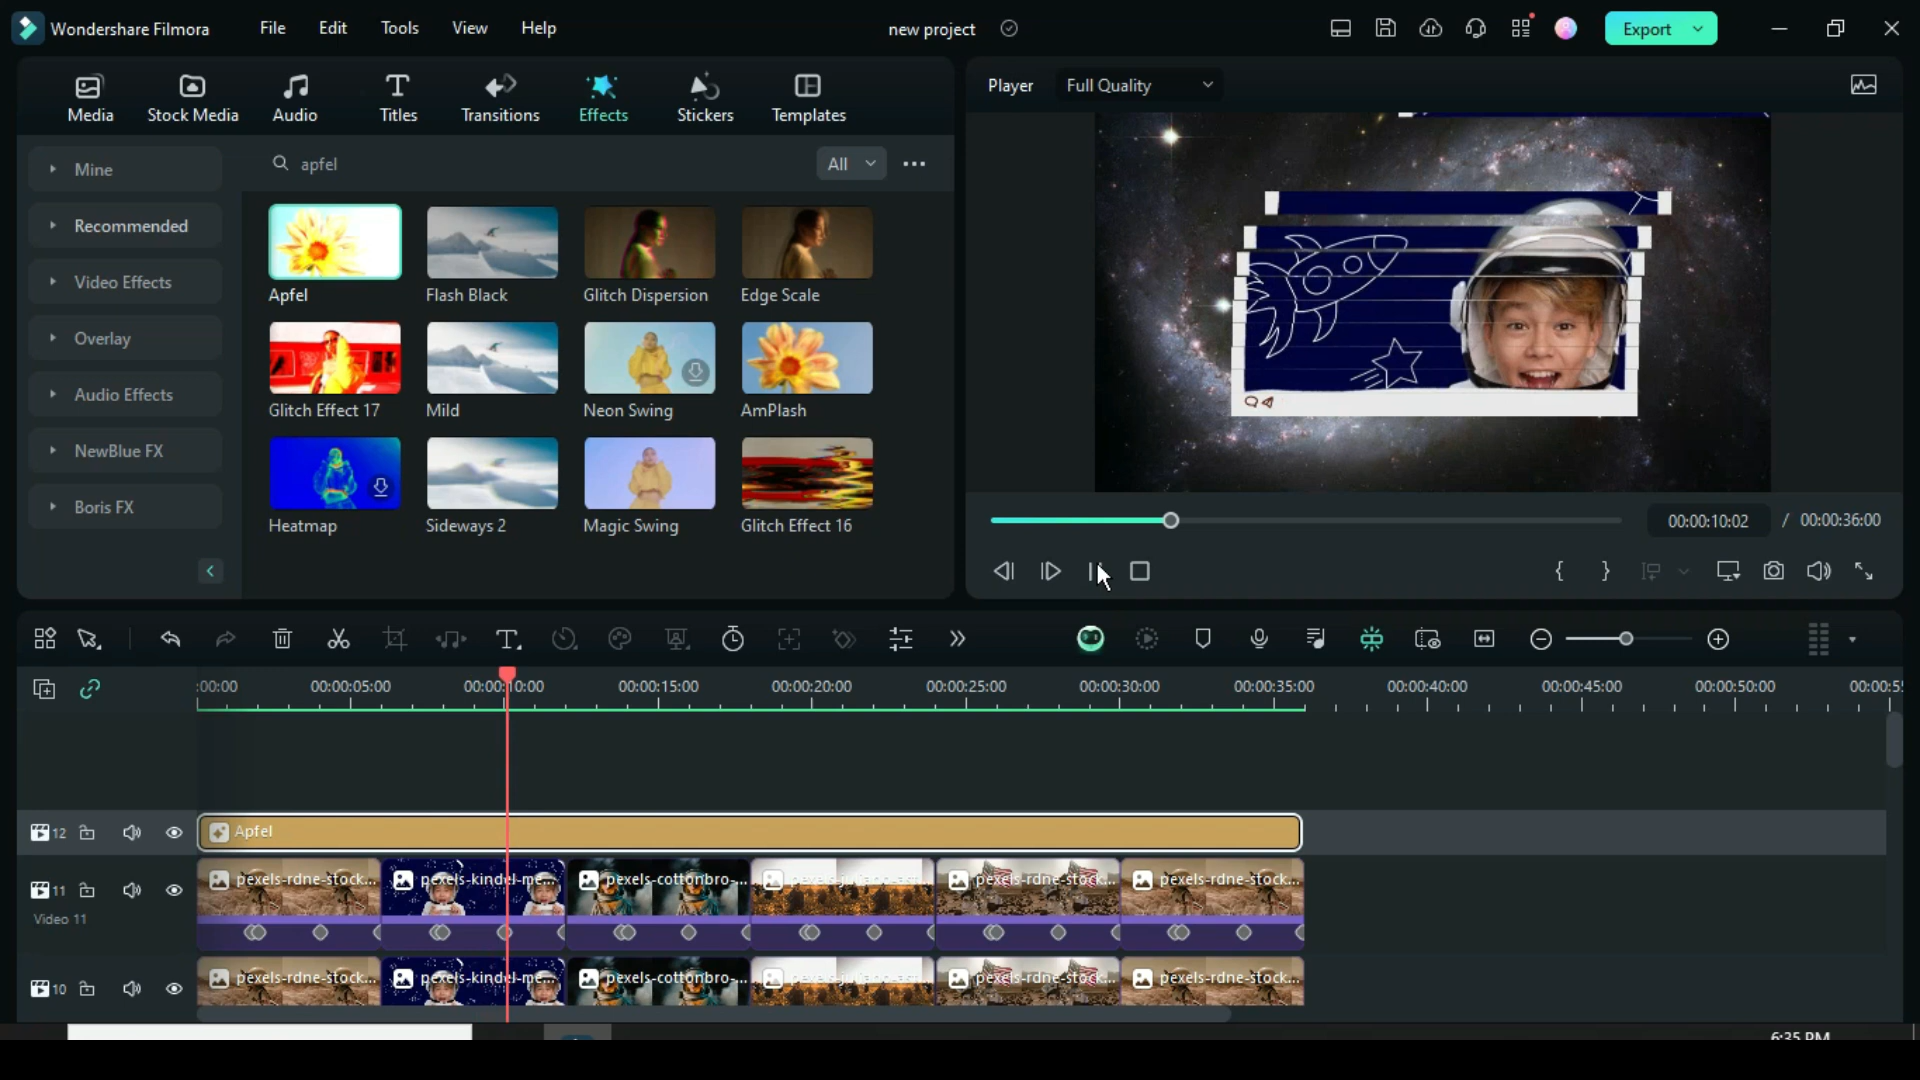 Wondershare Filmora
File
Edit
Tools
View
Help
new project
Export
Media
Stock Media
Audio
Titles
Transitions
Effects
Stickers
Templates
Player
Full Quality
Mine
Recommended
Video Effects
Overlay
Audio Effects
NewBlue FX
Boris FX
apfel
All
Apfel
Flash Black
Glitch Dispersion
Edge Scale
Glitch Effect 17
Mild
Neon Swing
AmPlash
Heatmap
Sideways 2
Magic Swing
Glitch Effect 16
00:00:10:02 / 00:00:36:00
:00:00 00:00:05:00 00:00:10:00 00:00:15:00 00:00:20:00 00:00:25:00 00:00:30:00 00:00:35:00 00:00:40:00 00:00:45:00 00:00:50:00 00:00:5
12
Apfel
11
Video 11
pexels-rdne-stock... pexels-kindel-me... pexels-cottonbro-... pexels-rdne-stock... pexels-rdne-stock...
10
pexels-rdne-stock... pexels-kindel-me... pexels-cottonbro-... pexels-rdne-stock... pexels-rdne-stock...
6:35 PM